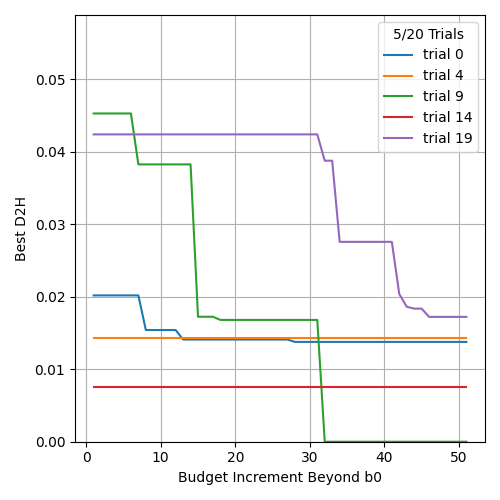 5/20 Trials
trial 0
trial 4
trial 9
trial 14
trial 19
0.05
0.04
0.03
0.02
0.01
0.00
Best D2H
0 10 20 30 40 50
Budget Increment Beyond b0